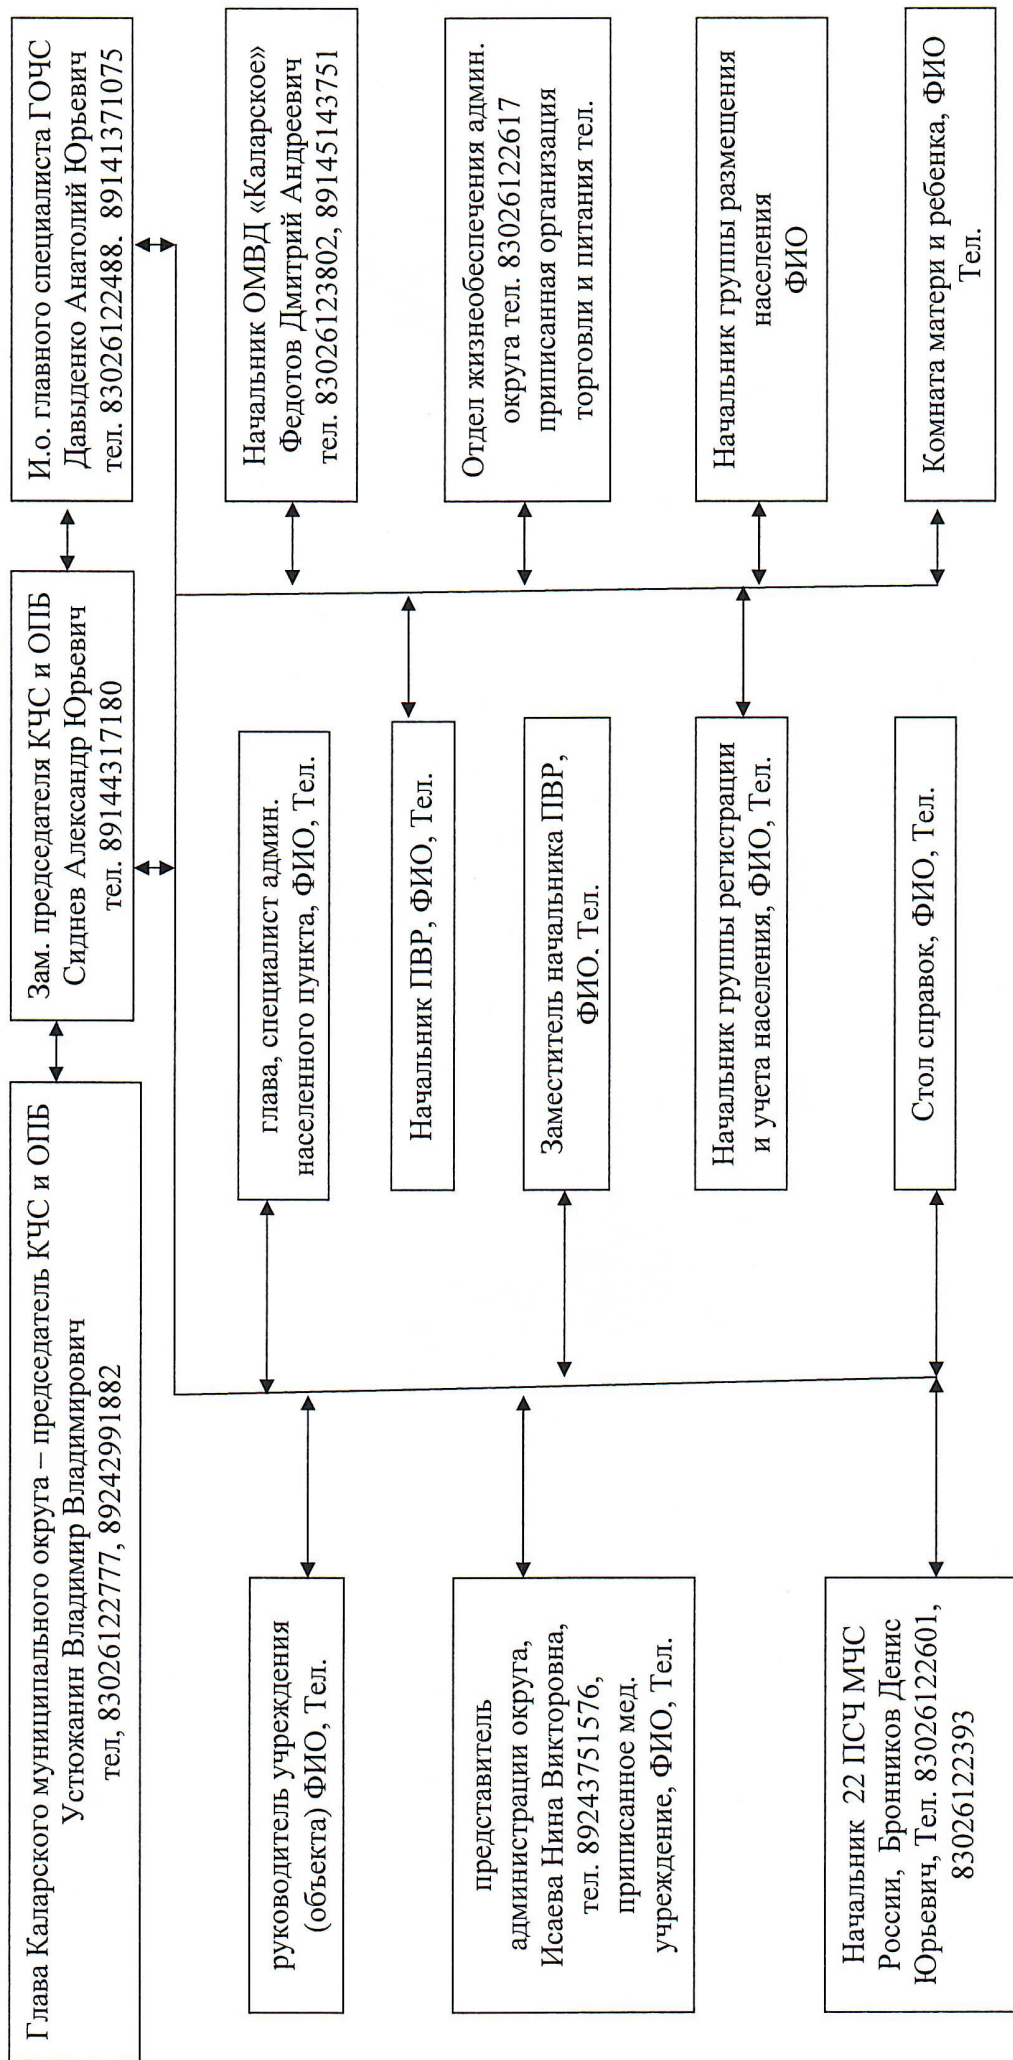 Глава Каларского муниципального округа – председатель КЧС и ОПБ
Устюжанин Владимир Владимирович
тел, 83026122777, 89242991882
Зам. председателя КЧС и ОПБ
Сиднев Александр Юрьевич
тел. 89144317180
И.о. главного специалиста ГОЧС
Давыденко Анатолий Юрьевич
тел. 83026122488. 89141371075
руководитель учреждения
(объекта) ФИО, Тел.
представитель
администрации округа,
Исаева Нина Викторовна,
тел. 89243751576,
приписанное мед.
учреждение, ФИО, Тел.
Начальник 22 ПСЧ МЧС
России, Бронников Денис
Юрьевич, Тел. 83026122601,
83026122393
глава, специалист админ.
населенного пункта, ФИО, Тел.
Начальник ПВР, ФИО, Тел.
Заместитель начальника ПВР,
ФИО. Тел.
Начальник группы регистрации
и учета населения, ФИО, Тел.
Стол справок, ФИО, Тел.
Начальник ОМВД «Каларское»
Федотов Дмитрий Андреевич
тел. 83026123802, 89145143751
Отдел жизнеобеспечения админ.
округа тел. 83026122617
приписанная организация
торговли и питания тел.
Начальник группы размещения
населения
ФИО
Комната матери и ребенка, ФИО
Тел.